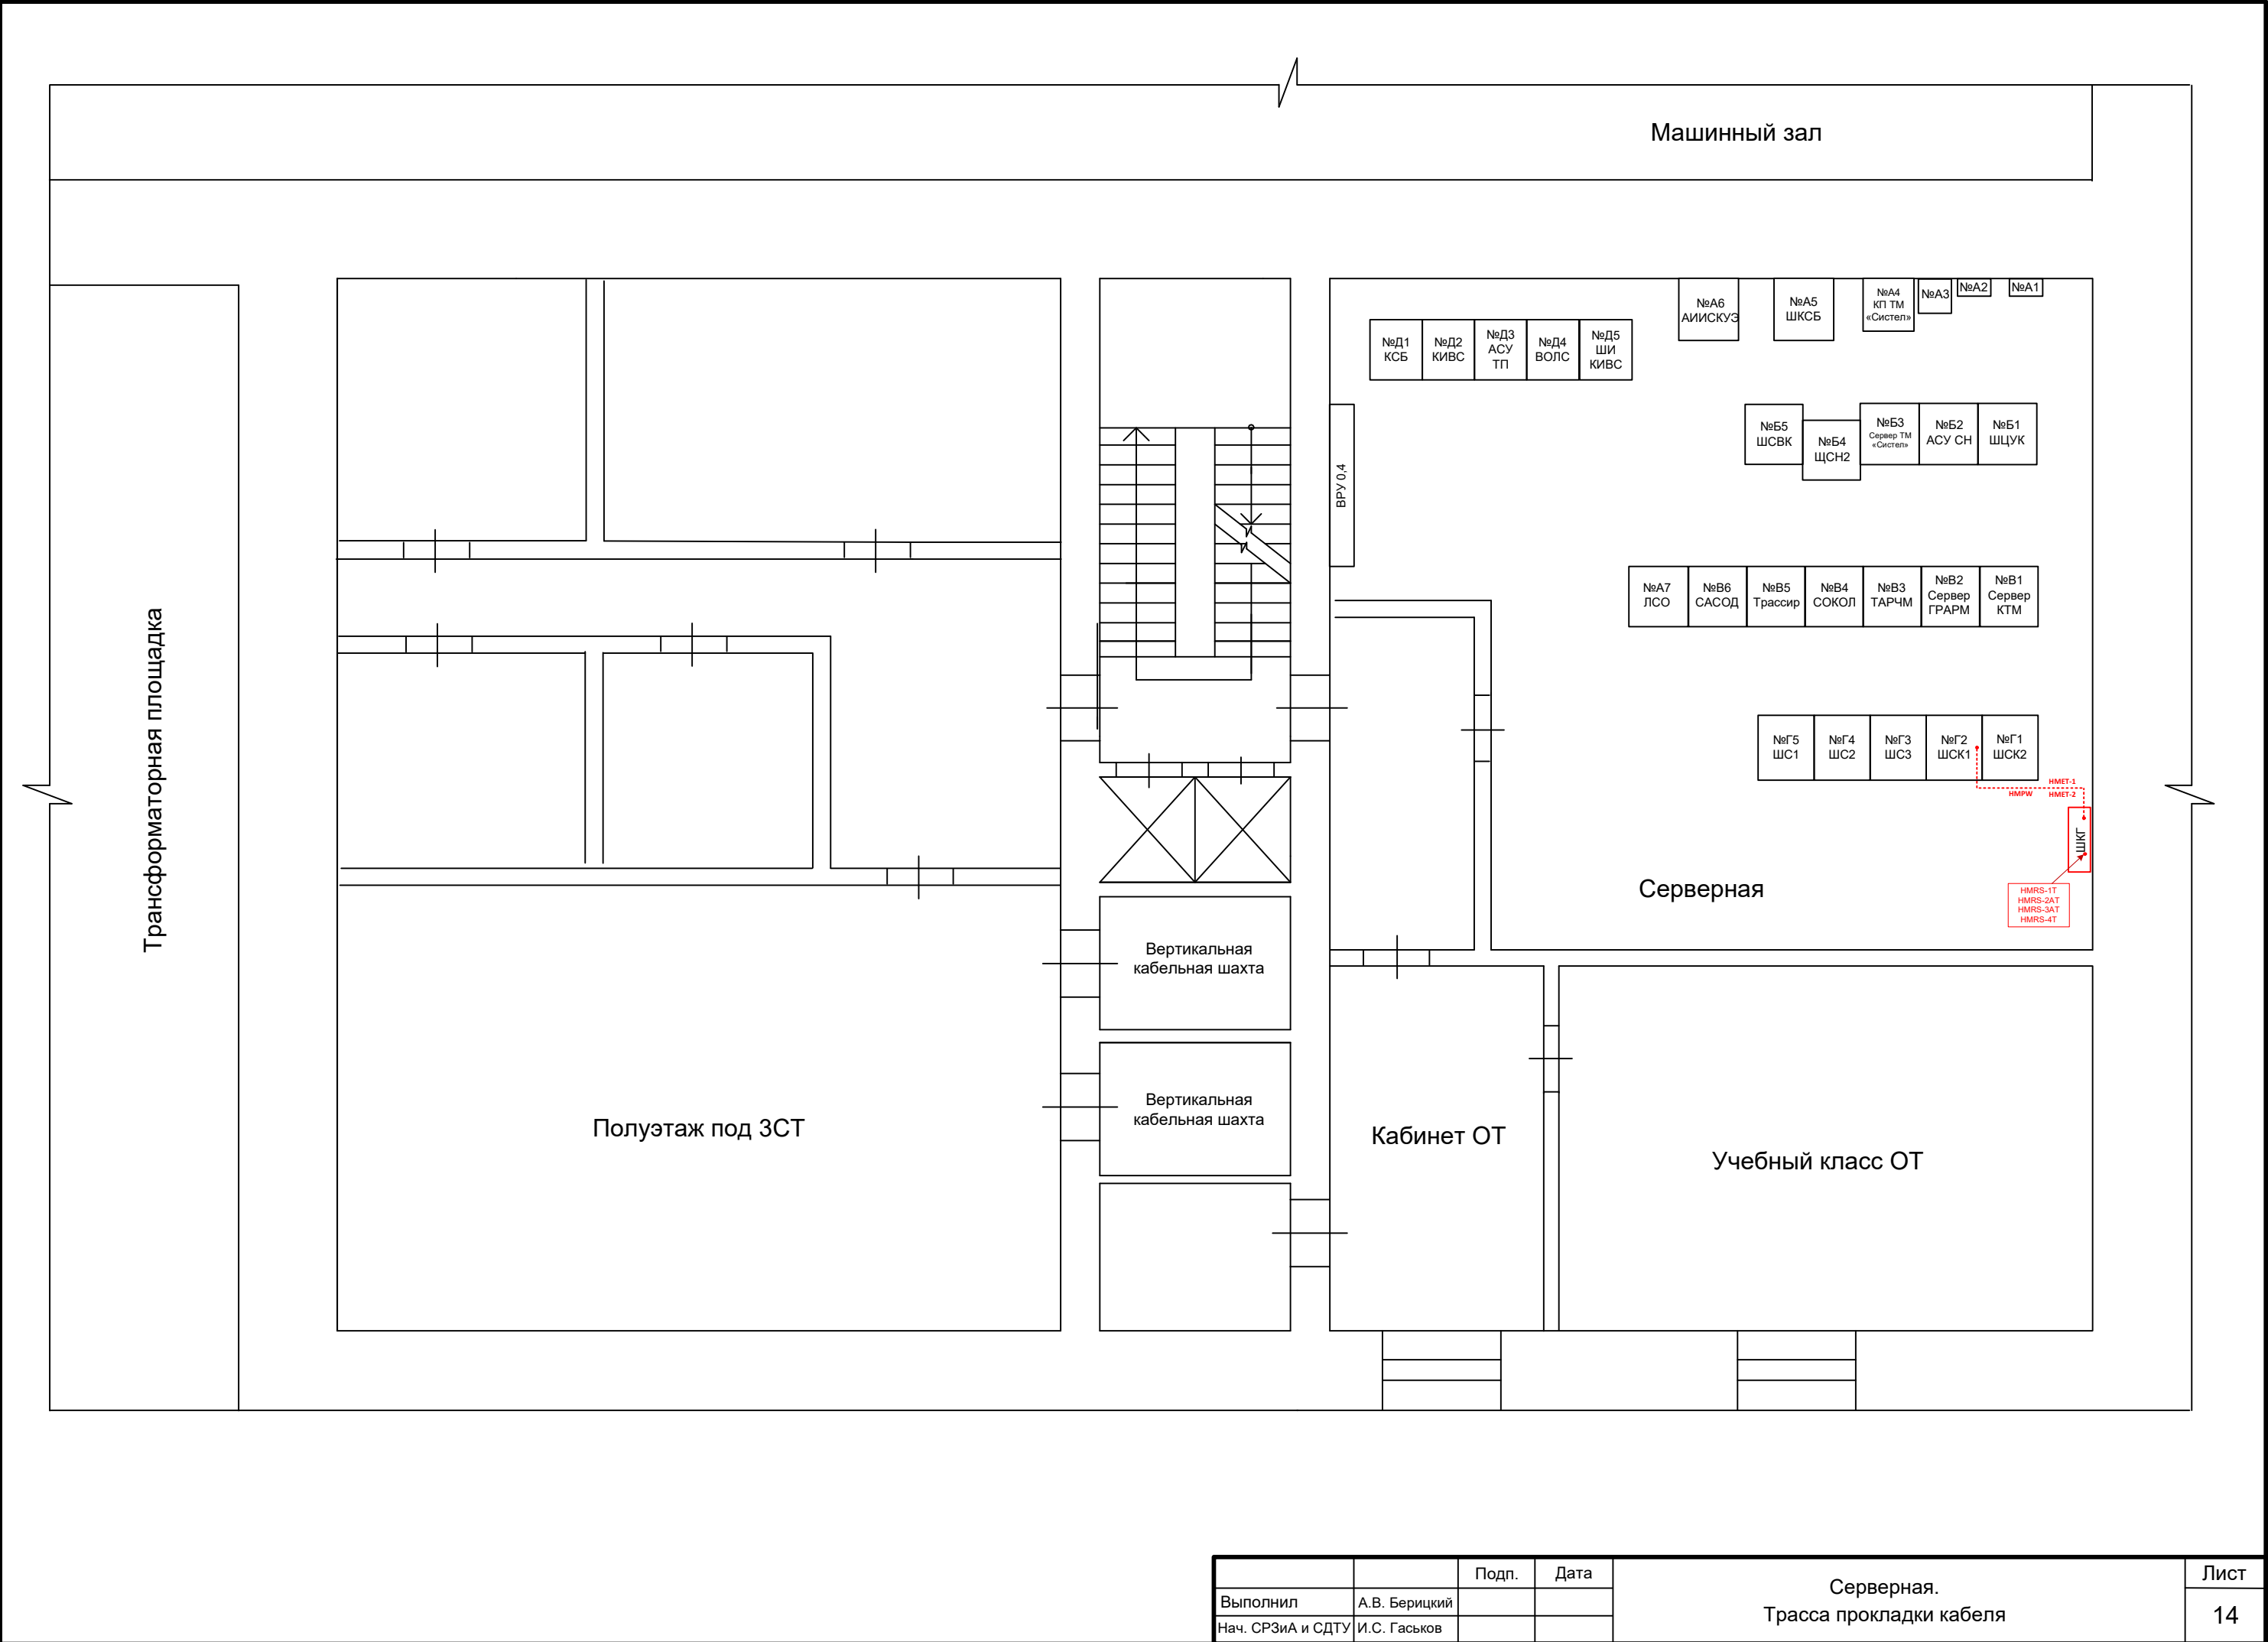 Машинный зал
№А6
АИИСКУЭ
№А5
ШКСБ
№А4
КП ТМ
«Систел»
№А3
№А2
№А1
№Д1
КСБ
№Д2
КИВС
№Д3
АСУ
ТП
№Д4
ВОЛС
№Д5
ШИ
КИВС
№Б5
ШСВК
№Б4
ЩСН2
№Б3
Сервер ТМ
«Систел»
№Б2
АСУ СН
№Б1
ШЦУК
ВРУ 0,4
№А7
ЛСО
№В6
САСОД
№В5
Трассир
№В4
СОКОЛ
№В3
ТАРЧМ
№В2
Сервер
ГРАРМ
№В1
Сервер
КТМ
Трансформаторная площадка
№Г5
ШС1
№Г4
ШС2
№Г3
ШС3
№Г2
ШСК1
№Г1
ШСК2
HMET-1
HMPW
HMET-2
ШКГ
Серверная
HMRS-1T
HMRS-2AT
HMRS-3AT
HMRS-4T
Вертикальная
кабельная шахта
Вертикальная
кабельная шахта
Полуэтаж под 3СТ
Кабинет ОТ
Учебный класс ОТ
Подп.
Дата
Серверная.
Трасса прокладки кабеля
Лист
14
Выполнил
А.В. Берицкий
Нач. СРЗиА и СДТУ
И.С. Гаськов